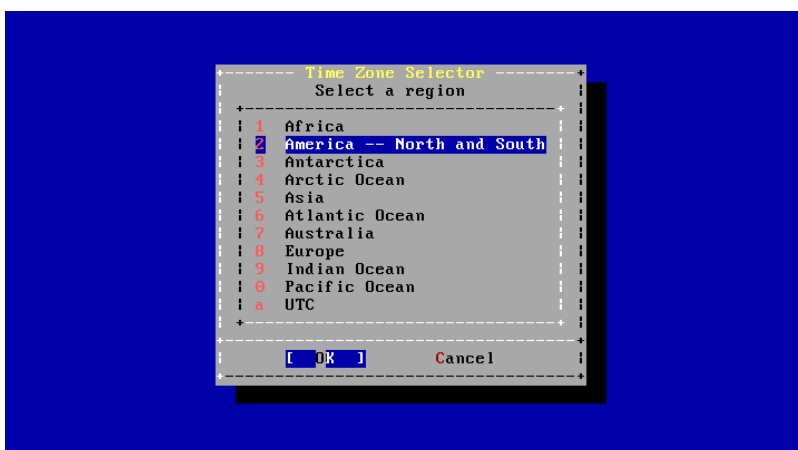 Time Zone Selector
Select a region
1 Africa
2 America -- North and South
3 Antarctica
4 Arctic Ocean
5 Asia
6 Atlantic Ocean
7 Australia
8 Europe
9 Indian Ocean
0 Pacific Ocean
a UTC
[ OK ] Cancel